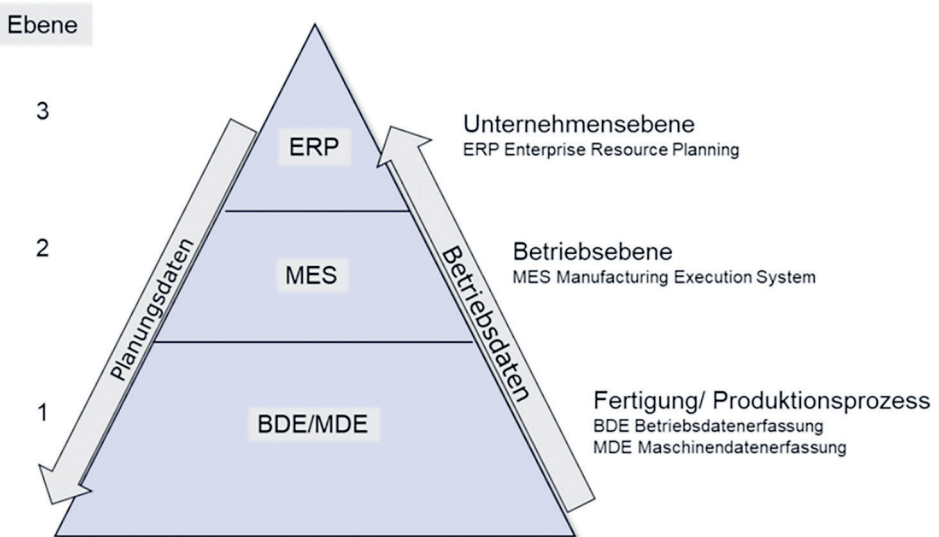 Ebene
3
ERP
Unternehmensebene
ERP Enterprise Resource Planning
Planungsdaten
Betriebsdaten
2
MES
Betriebsebene
MES Manufacturing Execution System
1
BDE/MDE
Fertigung/ Produktionsprozess
BDE Betriebsdatenerfassung
MDE Maschinendatenerfassung